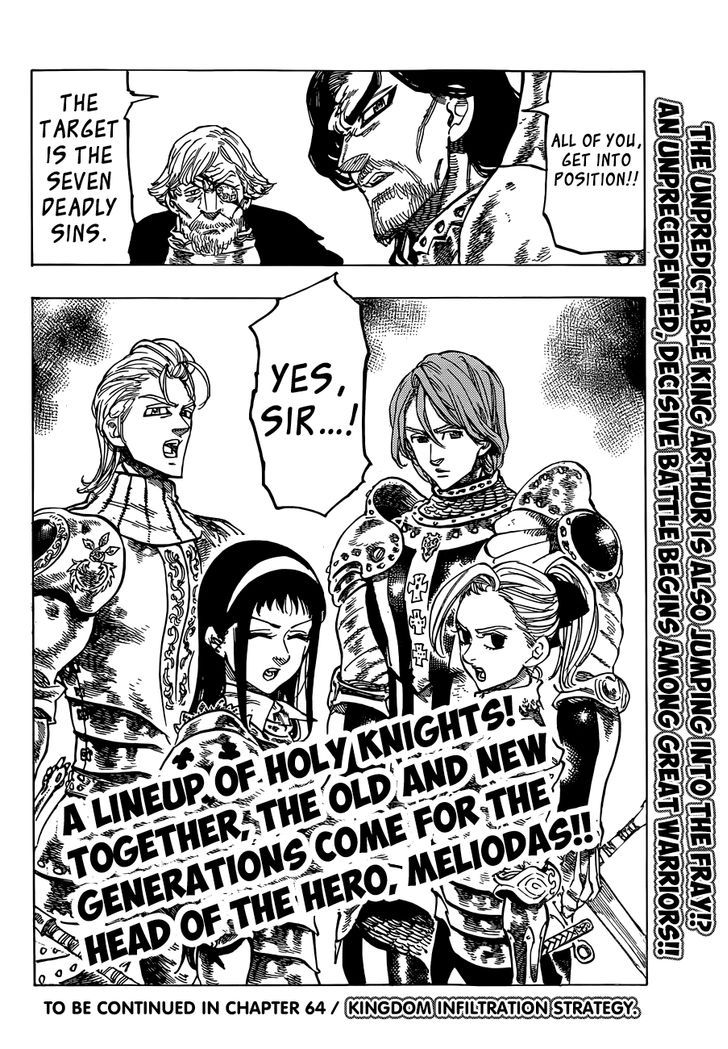 ALL OF YOU,
GET INTO
POSITION!!
THE
TARGET
IS THE
SEVEN
DEADLY
SINS.
YES,
SIR...!
THE UNPREDICTABLE KING ARTHUR IS ALSO JUMPING INTO THE FRAY!?
AN UNPRECEDENTED, DECISIVE BATTLE BEGINS AMONG GREAT WARRIORS!!
A LINEUP OF HOLY KNIGHTS!
TOGETHER, THE OLD AND NEW
GENERATIONS COME FOR THE
HEAD OF THE HERO, MELIODAS!!
TO BE CONTINUED IN CHAPTER 64 / KINGDOM INFILTRATION STRATEGY.